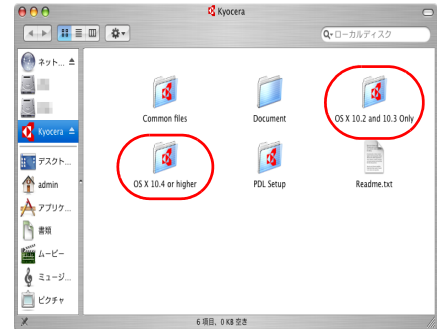 Kyocera
ローカルディスク
ネット...
Kyocera
デスクト...
admin
アプリケ...
書類
ムービー
ミュージ...
ピクチャ
Common files
Document
OS X 10.2 and 10.3 Only
OS X 10.4 or higher
PDL Setup
Readme.txt
6 項目、0 KB 空き